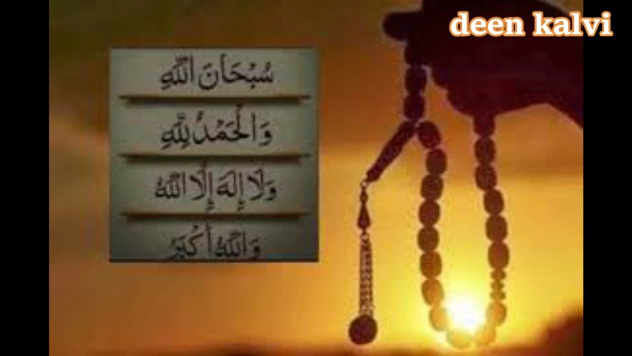 deen kalvi
سُبْحَانَ اللّٰهِ
وَالْحَمْدُ لِلّٰهِ
وَلَا إِلٰهَ إِلَّا اللّٰهُ
وَاللّٰهُ أَكْبَرُ